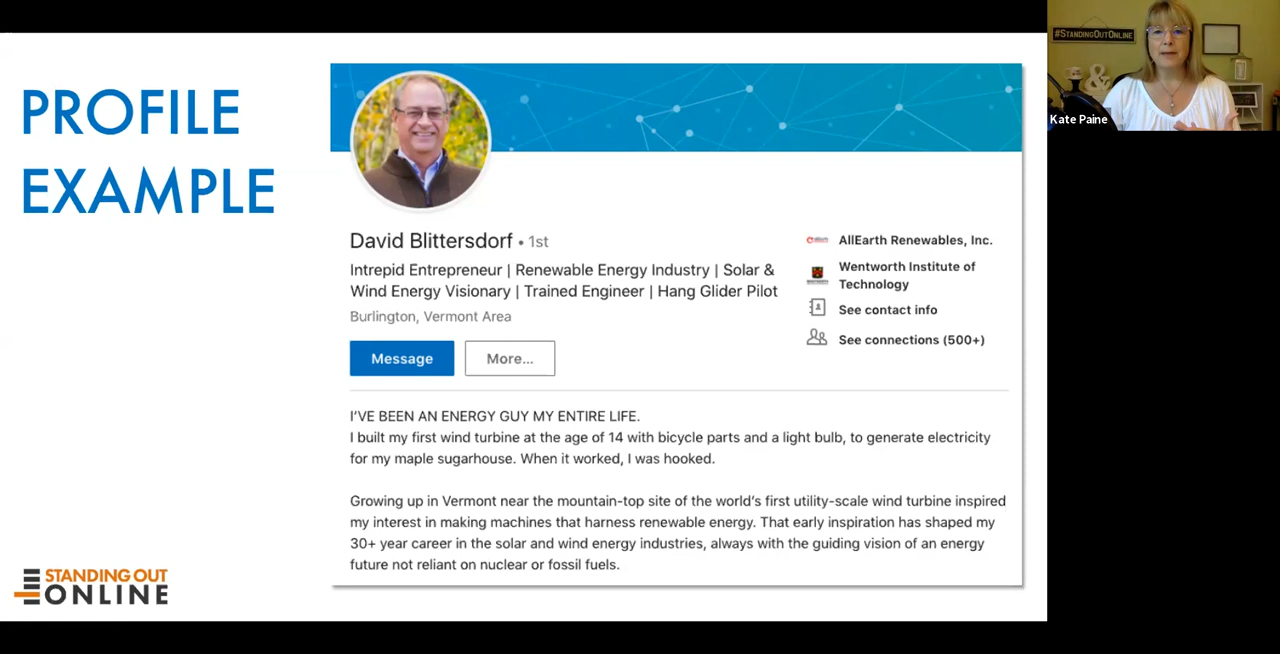 PROFILE
EXAMPLE
David Blittersdorf • 1st
Intrepid Entrepreneur | Renewable Energy Industry | Solar &
Wind Energy Visionary | Trained Engineer | Hang Glider Pilot
Burlington, Vermont Area
Message
More...
AllEarth Renewables, Inc.
Wentworth Institute of
Technology
See contact info
See connections (500+)
I'VE BEEN AN ENERGY GUY MY ENTIRE LIFE.
I built my first wind turbine at the age of 14 with bicycle parts and a light bulb, to generate electricity
for my maple sugarhouse. When it worked, I was hooked.
Growing up in Vermont near the mountain-top site of the world's first utility-scale wind turbine inspired
my interest in making machines that harness renewable energy. That early inspiration has shaped my
30+ year career in the solar and wind energy industries, always with the guiding vision of an energy
future not reliant on nuclear or fossil fuels.
STANDING OUT
ONLINE
#STANDINGOUTONLINE
&
Kate Paine